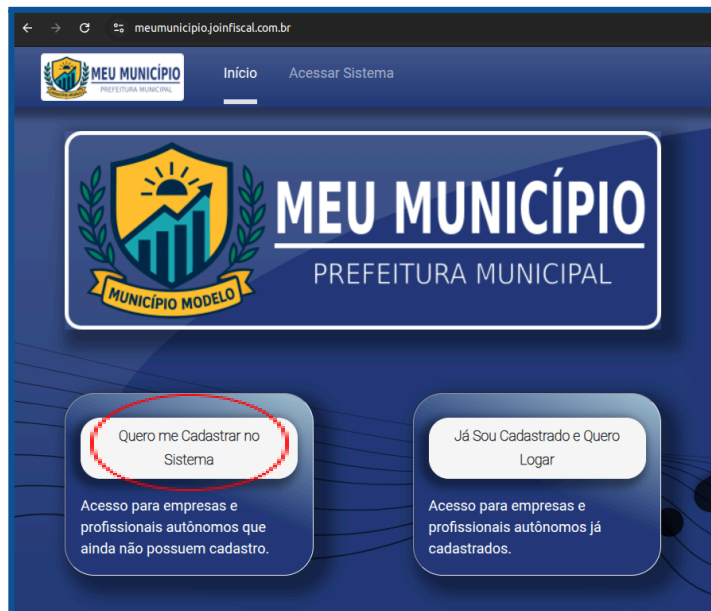 meumunicipio.joinfiscal.com.br
MEU MUNICÍPIO
PREFEITURA MUNICIPAL
Início
Acessar Sistema
MEU MUNICÍPIO
PREFEITURA MUNICIPAL
MUNICÍPIO MODELO
Quero me Cadastrar no
Sistema
Acesso para empresas e
profissionais autônomos que
ainda não possuem cadastro.
Já Sou Cadastrado e Quero
Logar
Acesso para empresas e
profissionais autônomos já
cadastrados.